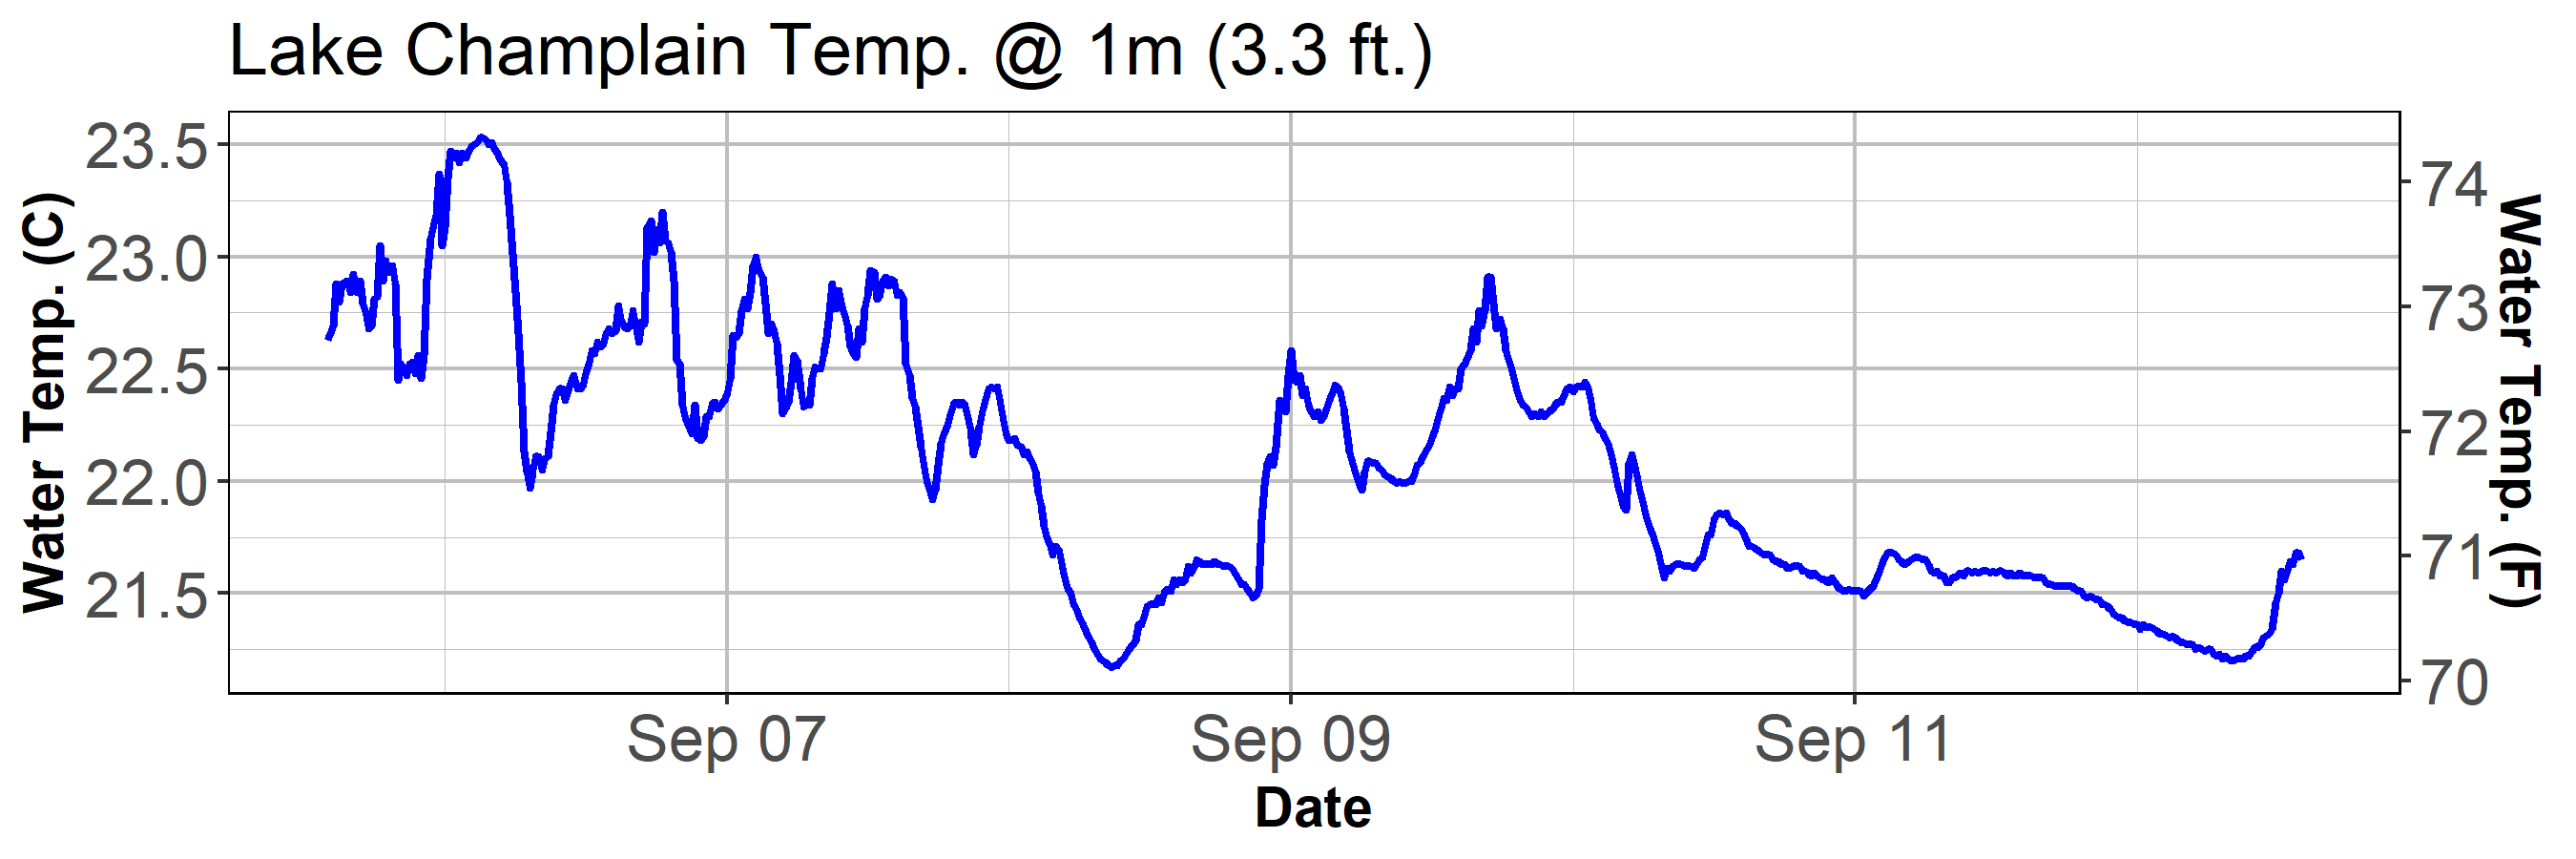 Lake Champlain Temp. @ 1m (3.3 ft.)
Water Temp. (C)
23.5
23.0
22.5
22.0
21.5
74
73
72
71
70
Water Temp. (F)
Sep 07 Sep 09 Sep 11
Date